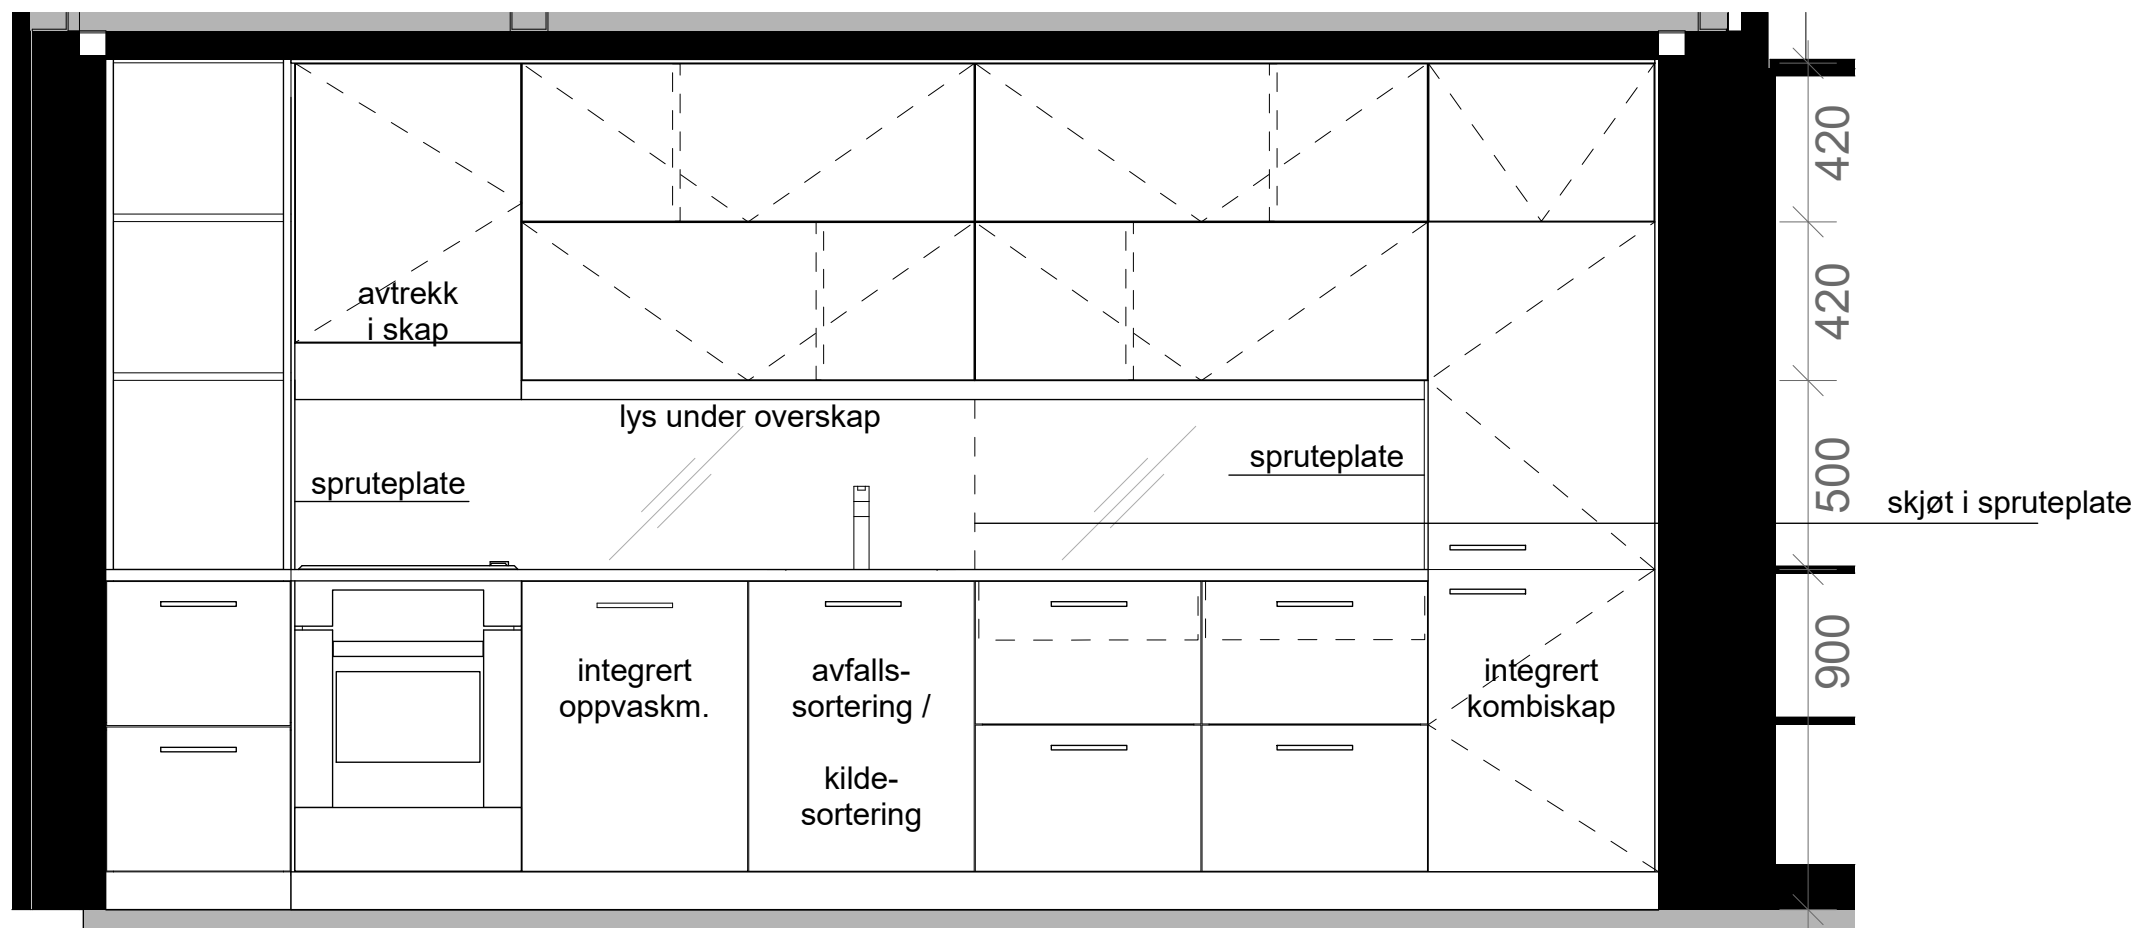 420
avtrekk
i skap
420
lys under overskap
spruteplate
spruteplate
500
skjøt i spruteplate
integrert
oppvaskm.
avfalls-
sortering /
kilde-
sortering
integrert
kombiskap
900